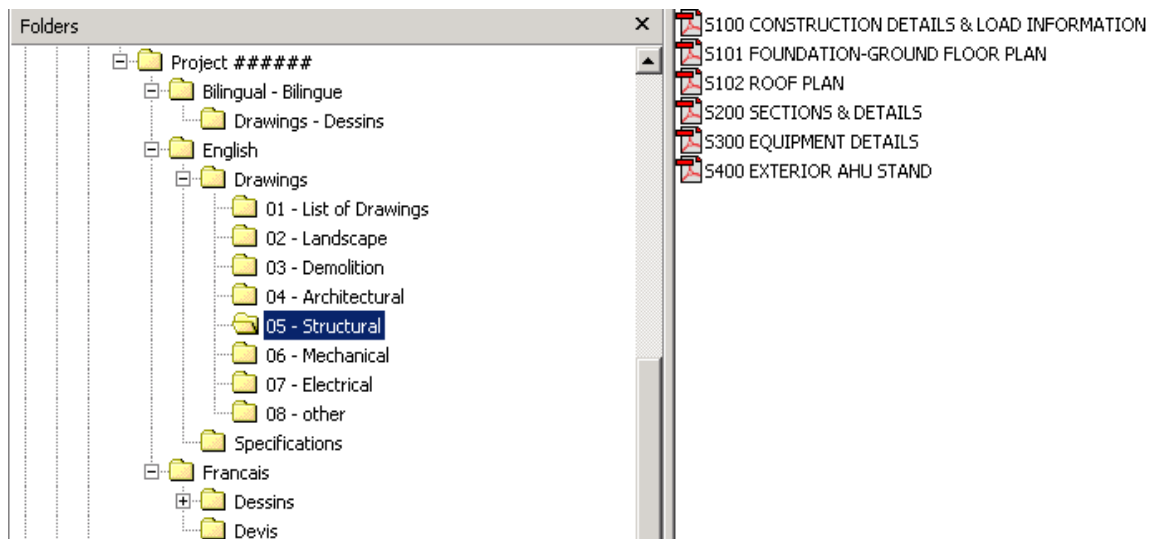 Folders
Project ######
Bilingual - Bilingue
Drawings - Dessins
English
Drawings
01 - List of Drawings
02 - Landscape
03 - Demolition
04 - Architectural
05 - Structural
06 - Mechanical
07 - Electrical
08 - other
Specifications
Francais
Dessins
Devis
S100 CONSTRUCTION DETAILS & LOAD INFORMATION
S101 FOUNDATION-GROUND FLOOR PLAN
S102 ROOF PLAN
S200 SECTIONS & DETAILS
S300 EQUIPMENT DETAILS
S400 EXTERIOR AHU STAND